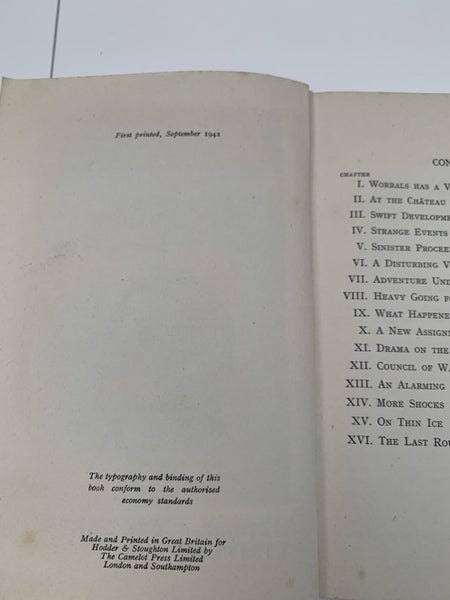 First printed, September 1942
The typography and binding of this
book conform to the authorised
economy standards
Made and Printed in Great Britain for
Hodder & Stoughton Limited by
The Camelot Press Limited
London and Southampton
CON
CHAPTER
I. WORRALS HAS A V
II. AT THE CHÂTEAU
III. SWIFT DEVELOPME
IV. STRANGE EVENTS
V. SINISTER PROCEE
VI. A DISTURBING V
VII. ADVENTURE UND
VIII. HEAVY GOING F
IX. WHAT HAPPENE
X. A NEW ASSIGN
XI. DRAMA ON THE
XII. COUNCIL OF WA
XIII. AN ALARMING
XIV. MORE SHOCKS
XV. ON THIN ICE
XVI. THE LAST ROU